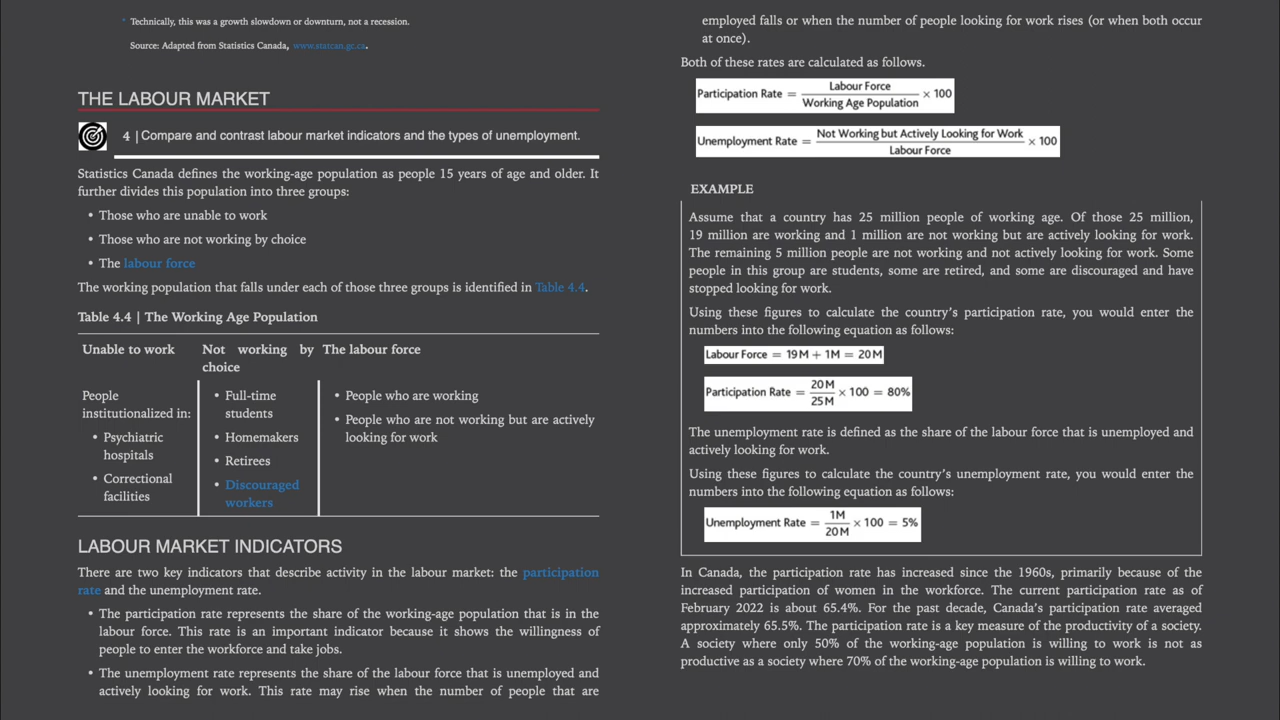 * Technically, this was a growth slowdown or downturn, not a recession.
Source: Adapted from Statistics Canada, www.statcan.gc.ca.
THE LABOUR MARKET
4 | Compare and contrast labour market indicators and the types of unemployment.
Statistics Canada defines the working-age population as people 15 years of age and older. It
further divides this population into three groups:
• Those who are unable to work
• Those who are not working by choice
• The labour force
The working population that falls under each of those three groups is identified in Table 4.4.
Table 4.4 | The Working Age Population
Unable to work
Not working by
choice
The labour force
People
institutionalized in:
• Psychiatric
hospitals
• Correctional
facilities
• Full-time
students
• Homemakers
• Retirees
• Discouraged
workers
• People who are working
• People who are not working but are actively
looking for work
LABOUR MARKET INDICATORS
There are two key indicators that describe activity in the labour market: the participation
rate and the unemployment rate.
• The participation rate represents the share of the working-age population that is in the
labour force. This rate is an important indicator because it shows the willingness of
people to enter the workforce and take jobs.
• The unemployment rate represents the share of the labour force that is unemployed and
actively looking for work. This rate may rise when the number of people that are
employed falls or when the number of people looking for work rises (or when both occur
at once).
Both of these rates are calculated as follows.
Participation Rate = Labour Force / Working Age Population × 100
Unemployment Rate = Not Working but Actively Looking for Work / Labour Force × 100
EXAMPLE
Assume that a country has 25 million people of working age. Of those 25 million,
19 million are working and 1 million are not working but are actively looking for work.
The remaining 5 million people are not working and not actively looking for work. Some
people in this group are students, some are retired, and some are discouraged and have
stopped looking for work.
Using these figures to calculate the country's participation rate, you would enter the
numbers into the following equation as follows:
Labour Force = 19M + 1M = 20M
Participation Rate = 20M / 25M × 100 = 80%
The unemployment rate is defined as the share of the labour force that is unemployed and
actively looking for work.
Using these figures to calculate the country's unemployment rate, you would enter the
numbers into the following equation as follows:
Unemployment Rate = 1M / 20M × 100 = 5%
In Canada, the participation rate has increased since the 1960s, primarily because of the
increased participation of women in the workforce. The current participation rate as of
February 2022 is about 65.4%. For the past decade, Canada's participation rate averaged
approximately 65.5%. The participation rate is a key measure of the productivity of a society.
A society where only 50% of the working-age population is willing to work is not as
productive as a society where 70% of the working-age population is willing to work.